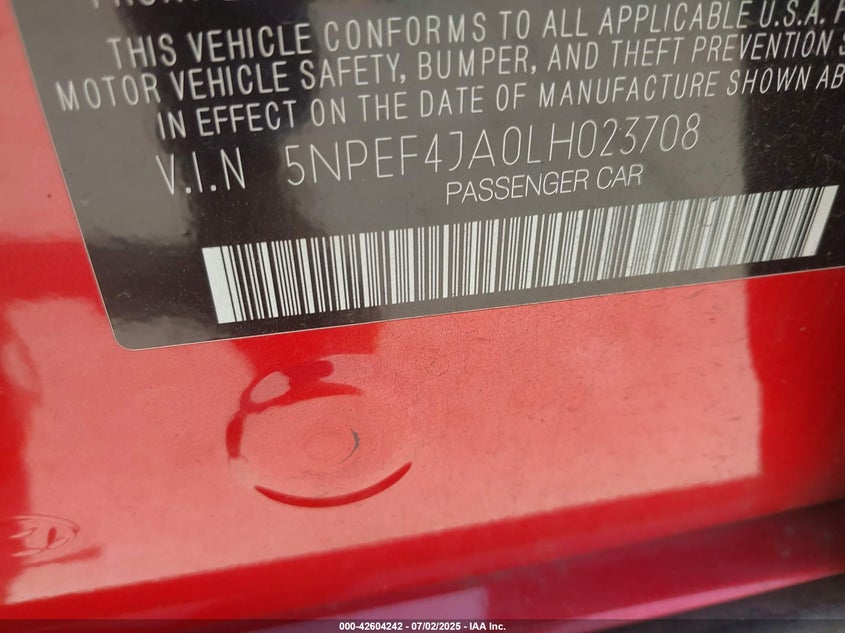 THIS VEHICLE CONFORMS TO ALL APPLICABLE U.S.A. F
MOTOR VEHICLE SAFETY, BUMPER, AND THEFT PREVENTION S
IN EFFECT ON THE DATE OF MANUFACTURE SHOWN AB
V.I.N 5NPEF4JA0LH023708
PASSENGER CAR
000-42604242 - 07/02/2025 - IAA Inc.